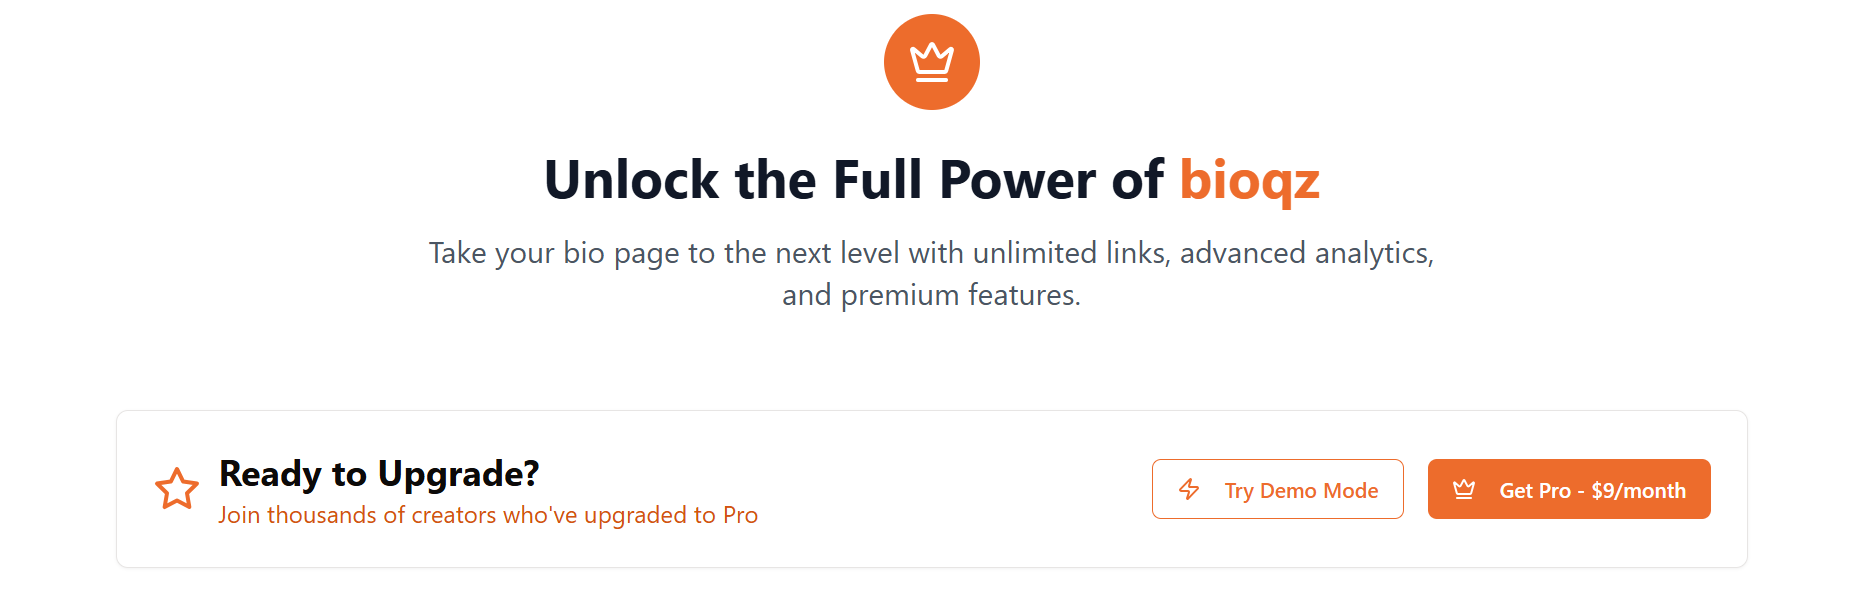 Unlock the Full Power of bioqz
Take your bio page to the next level with unlimited links, advanced analytics,
and premium features.
Ready to Upgrade?
Join thousands of creators who've upgraded to Pro
Try Demo Mode
Get Pro - $9/month